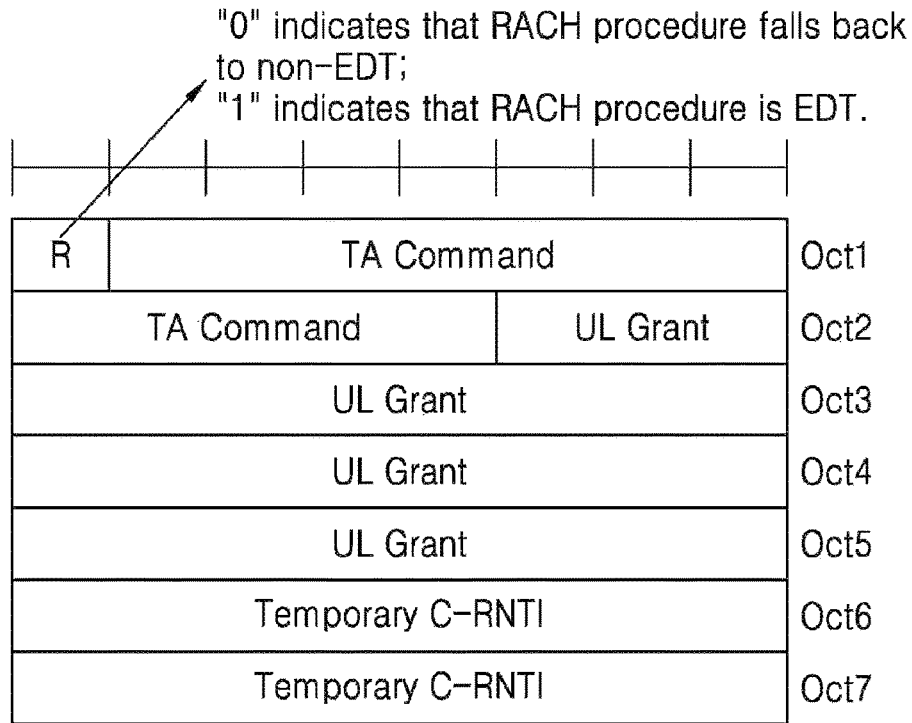 "0" indicates that RACH procedure falls back
to non-EDT;
"1" indicates that RACH procedure is EDT.
R TA Command Oct1
TA Command UL Grant Oct2
UL Grant Oct3
UL Grant Oct4
UL Grant Oct5
Temporary C-RNTI Oct6
Temporary C-RNTI Oct7